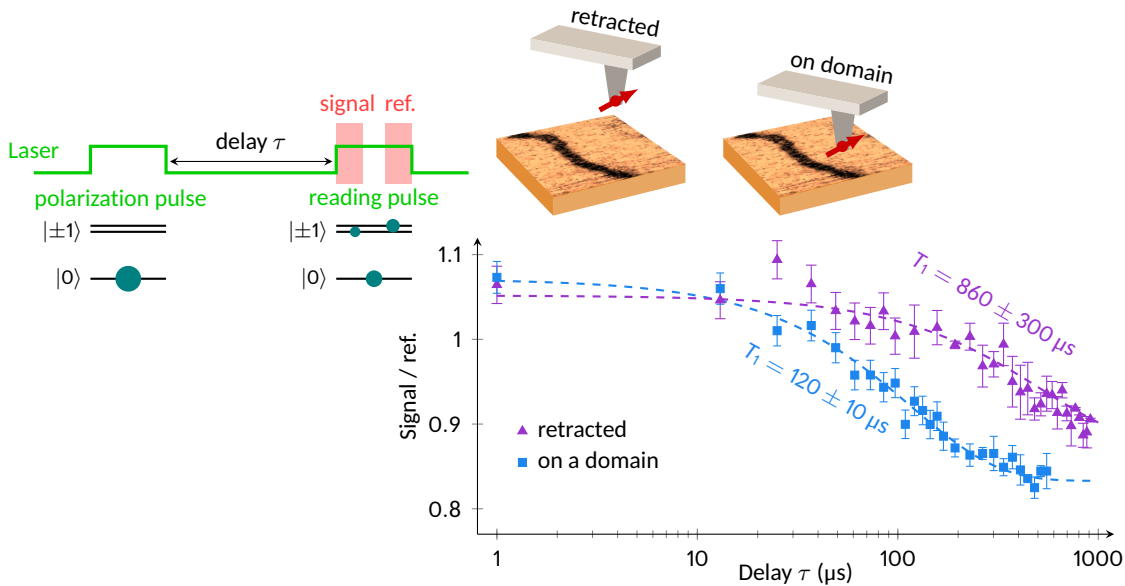 retracted
on domain
signal ref.
Laser
delay τ
polarization pulse
reading pulse
|±1⟩
|±1⟩
|0⟩
|0⟩
1.1
1
0.9
0.8
Signal / ref.
T₁ = 860 ± 300 µs
T₁ = 120 ± 10 µs
retracted
on a domain
1
10
100
1000
Delay τ (µs)